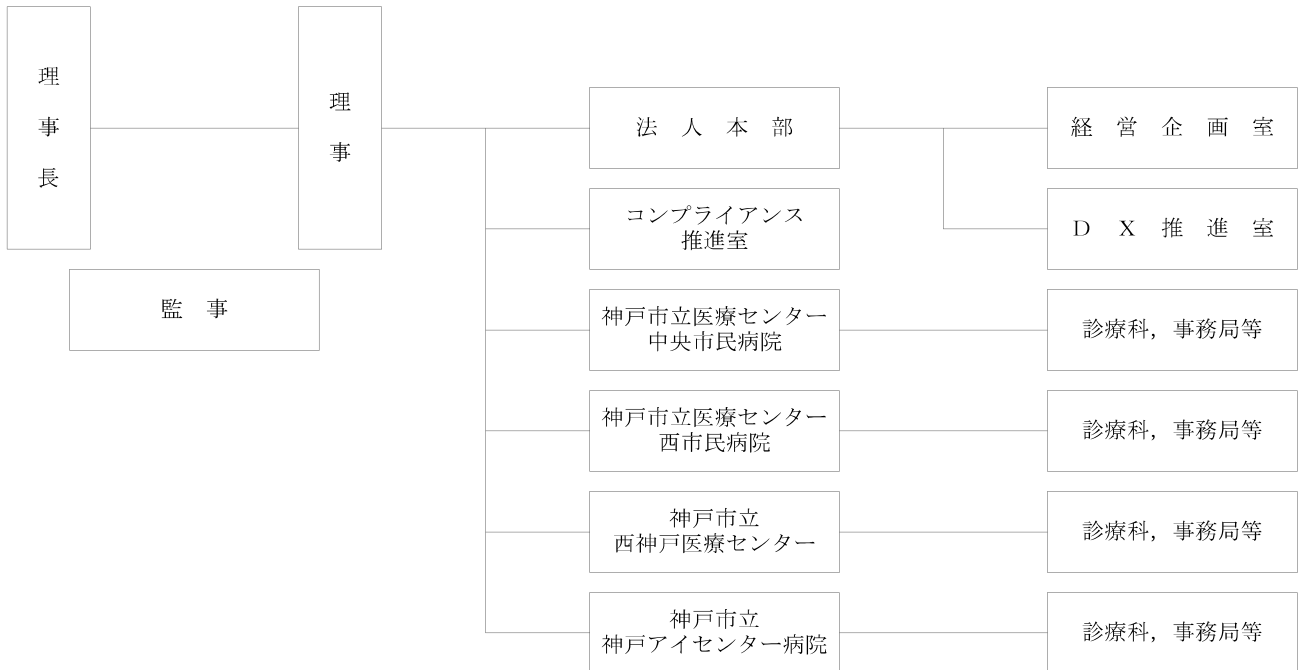 理事長
理事
監事
法人本部
コンプライアンス
推進室
神戸市立医療センター
中央市民病院
神戸市立医療センター
西市民病院
神戸市立
西神戸医療センター
神戸市立
神戸アイセンター病院
経営企画室
DX推進室
診療科，事務局等
診療科，事務局等
診療科，事務局等
診療科，事務局等